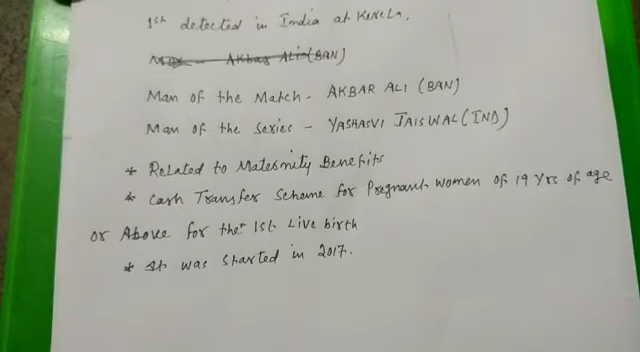 1st detected in India at Kerela.
Max - Akbar Ali (BAN)
Man of the Match - AKBAR ALI (BAN)
Man of the Series - YASHASVI JAISWAL (IND)
* Related to Maternity Benefits
* Cash Transfer Scheme for Pregnant women of 19 yrs of age
or Above for the 1st Live birth
* It was started in 2017.